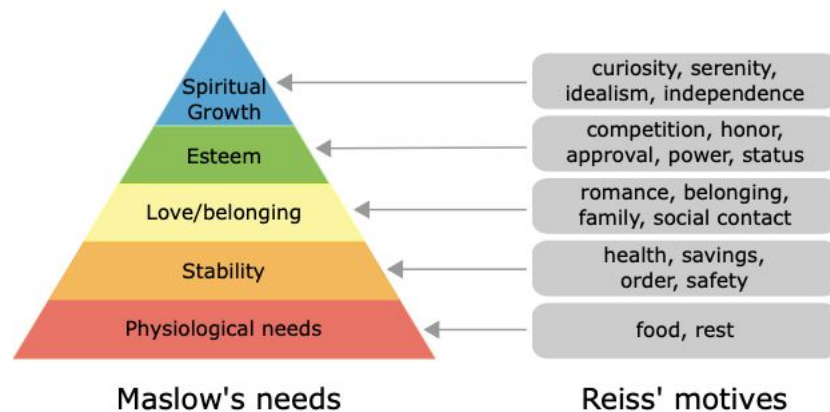 Spiritual
Growth
curiosity, serenity,
idealism, independence
Esteem
competition, honor,
approval, power, status
Love/belonging
romance, belonging,
family, social contact
Stability
health, savings,
order, safety
Physiological needs
food, rest
Maslow's needs
Reiss' motives